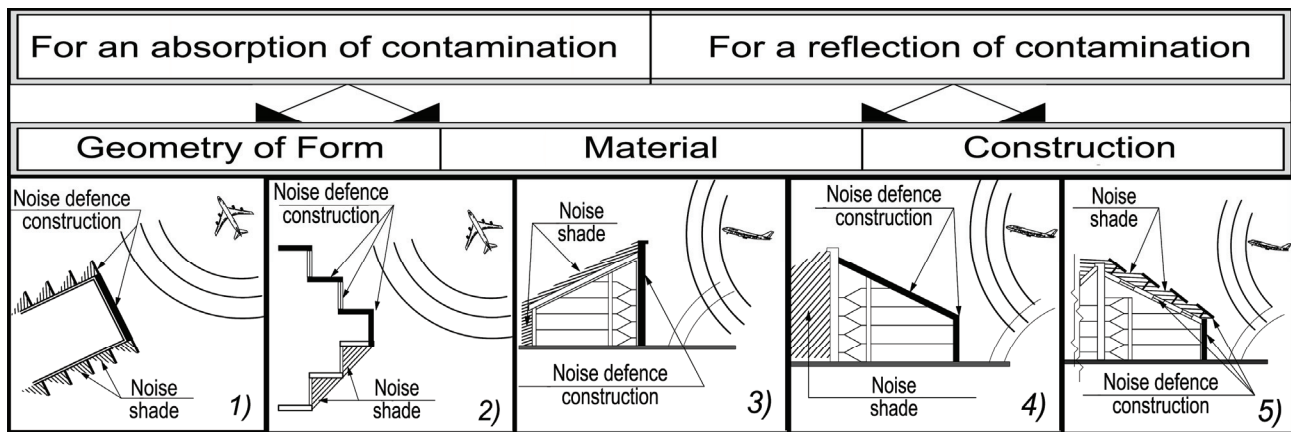 For an absorption of contamination
For a reflection of contamination
Geometry of Form
Material
Construction
Noise defence
construction
Noise
shade
1)
Noise defence
construction
Noise
shade
2)
Noise
shade
Noise defence
construction
3)
Noise defence
construction
Noise
shade
4)
Noise
shade
Noise defence
construction
5)